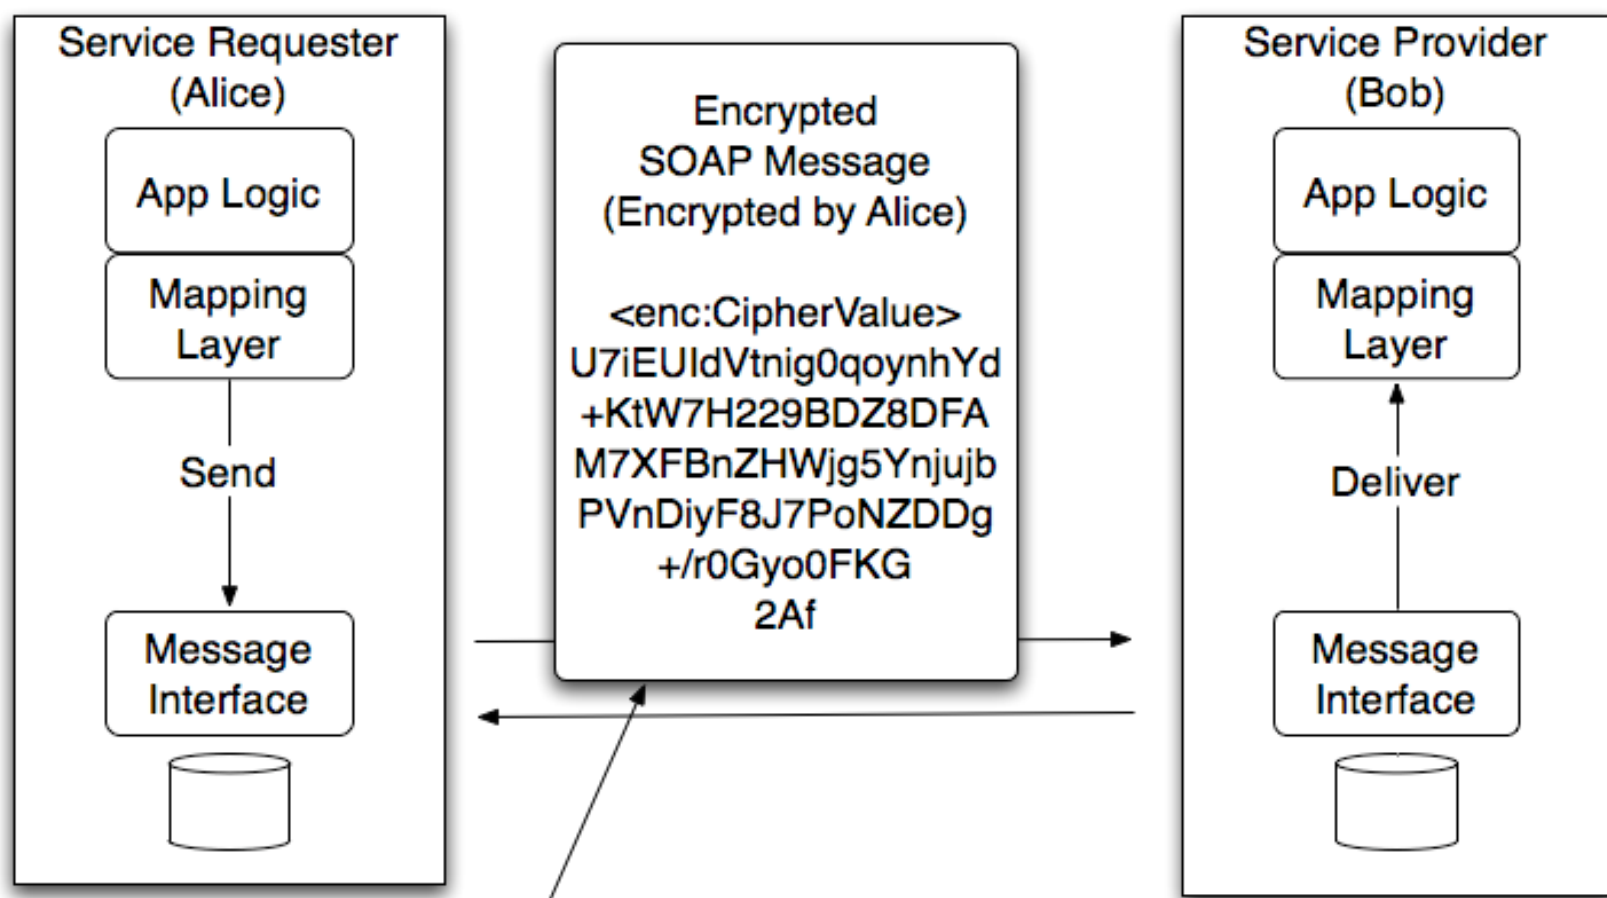 Service Requester
(Alice)
App Logic
Mapping
Layer
Send
Message
Interface
Encrypted
SOAP Message
(Encrypted by Alice)
<enc:CipherValue>
U7iEUIdVtnig0qoynhYd
+KtW7H229BDZ8DFA
M7XFBnZHWjg5Ynjujb
PVnDiyF8J7PoNZDDg
+/r0Gyo0FKG
2Af
Service Provider
(Bob)
App Logic
Mapping
Layer
Deliver
Message
Interface